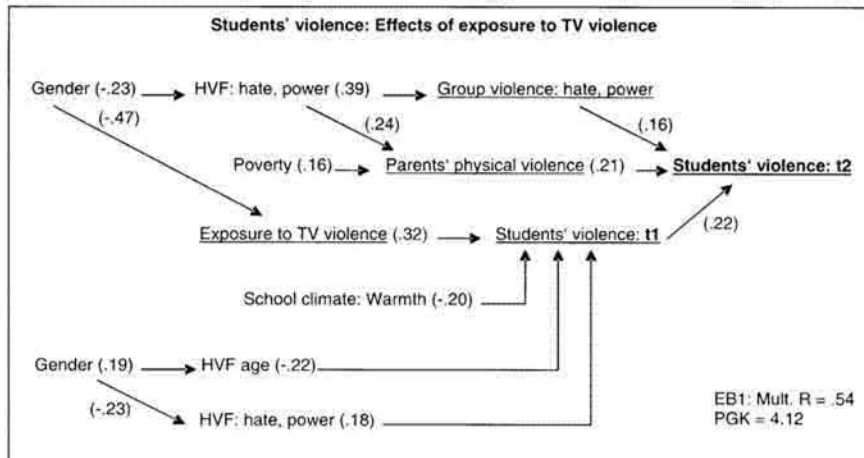 Students' violence: Effects of exposure to TV violence
Gender (-.23) HVF: hate, power (.39) Group violence: hate, power
(-.47) (.24) (.16)
Poverty (.16) Parents' physical violence (.21) Students' violence: t2
Exposure to TV violence (.32) Students' violence: t1 (.22)
School climate: Warmth (-.20)
Gender (.19) HVF age (-.22)
(-.23) HVF: hate, power (.18)
EB1: Mult. R = .54
PGK = 4.12